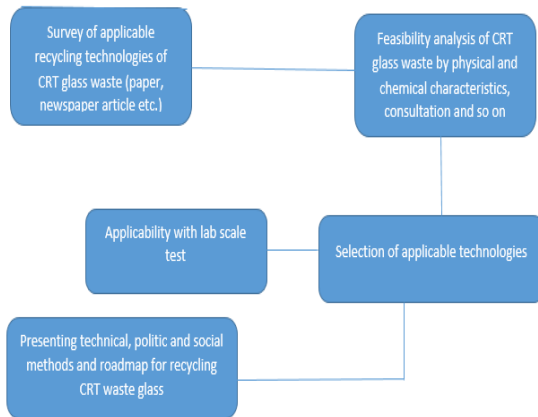 Survey of applicable
recycling technologies of
CRT glass waste (paper,
newspaper article etc.)
Feasibility analysis of CRT
glass waste by physical and
chemical characteristics,
consultation and so on
Applicability with lab scale
test
Selection of applicable technologies
Presenting technical, politic and social
methods and roadmap for recycling
CRT waste glass